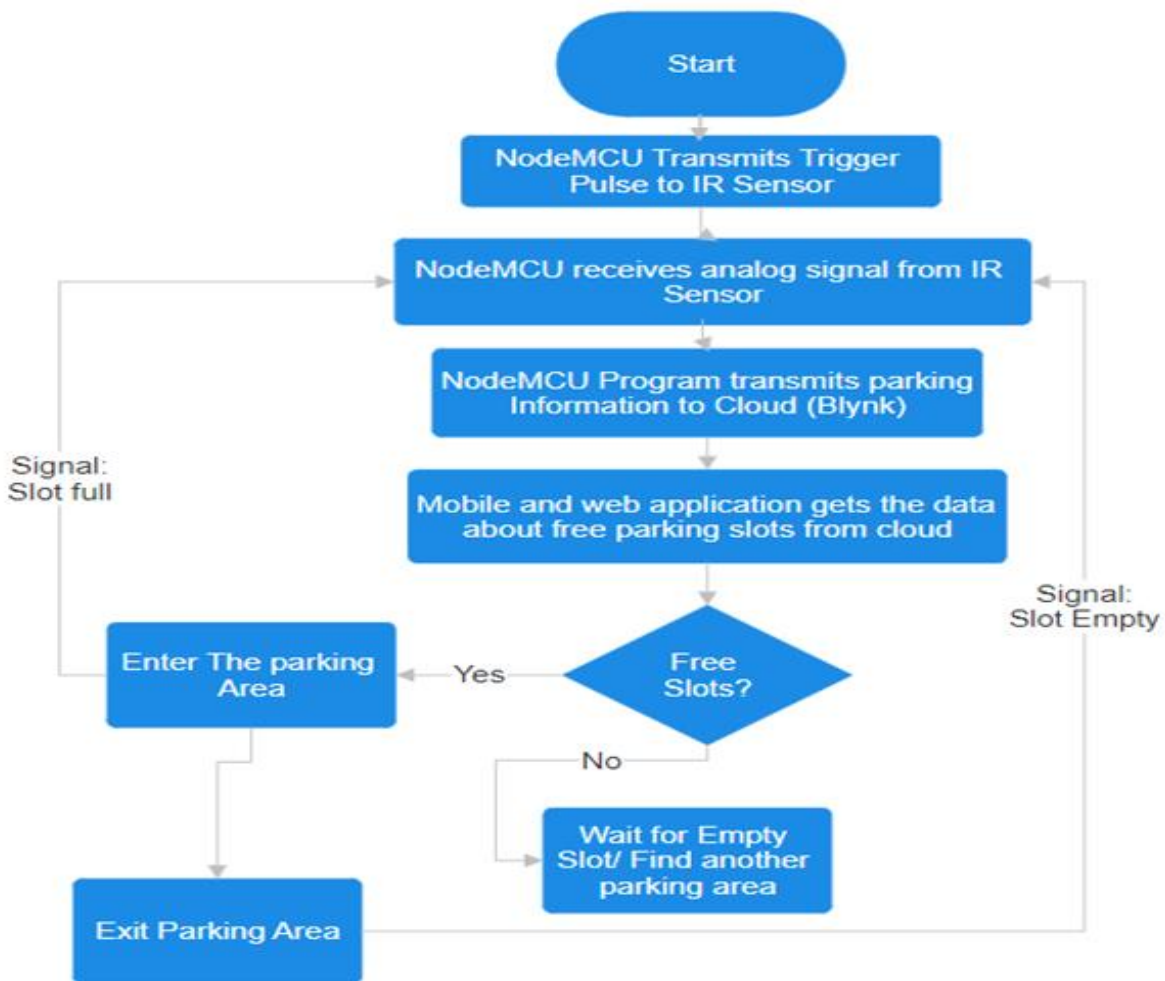 Start
NodeMCU Transmits Trigger
Pulse to IR Sensor
NodeMCU receives analog signal from IR
Sensor
NodeMCU Program transmits parking
Information to Cloud (Blynk)
Signal:
Slot full
Mobile and web application gets the data
about free parking slots from cloud
Signal:
Slot Empty
Enter The parking
Area
Yes
Free
Slots?
No
Wait for Empty
Slot/ Find another
parking area
Exit Parking Area